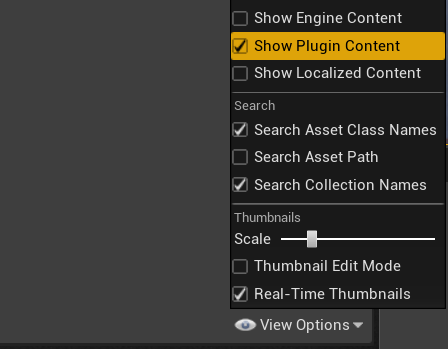 Show Engine Content
Show Plugin Content
Show Localized Content
Search
Search Asset Class Names
Search Asset Path
Search Collection Names
Thumbnails
Scale
Thumbnail Edit Mode
Real-Time Thumbnails
View Options